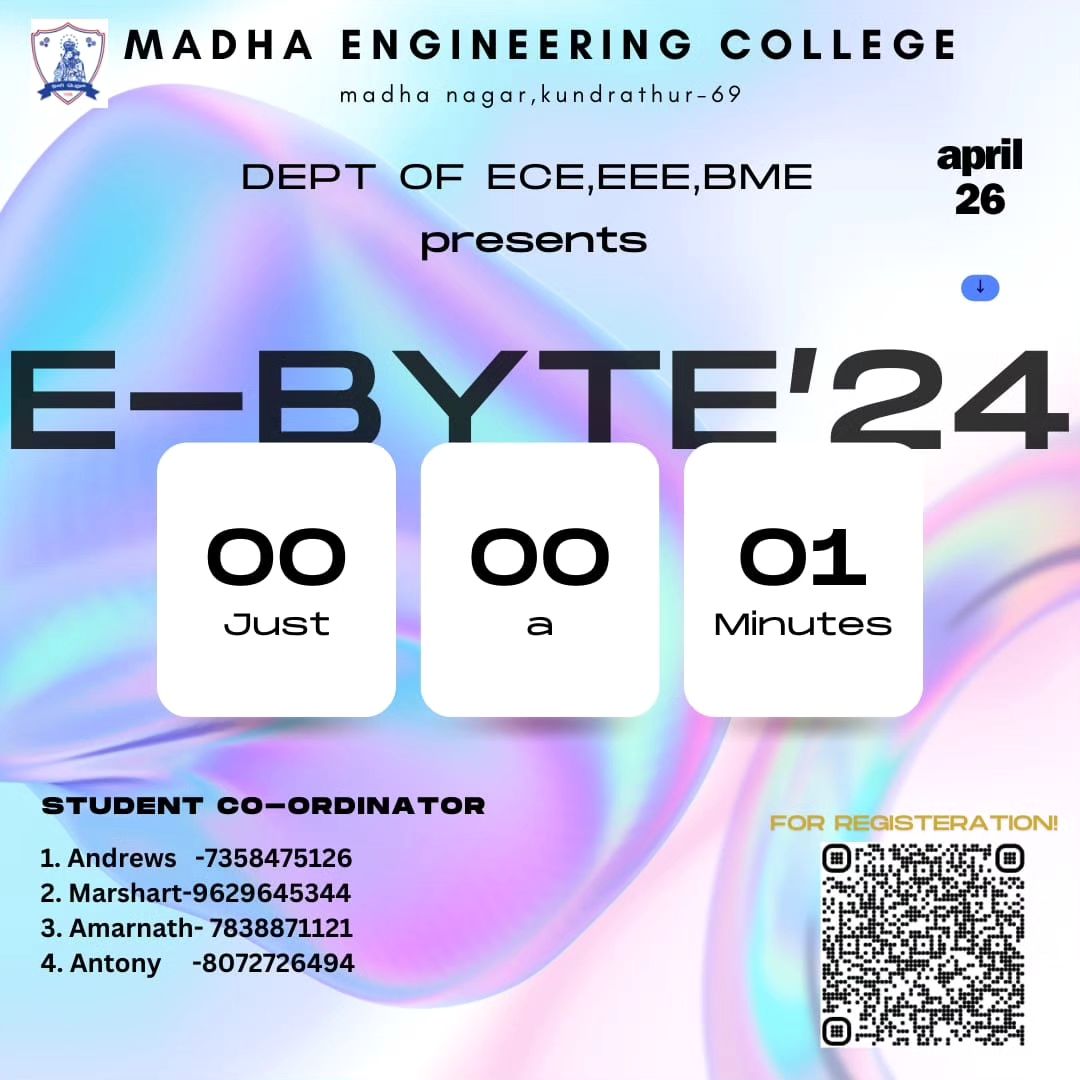 MADHA ENGINEERING COLLEGE
madha nagar,kundrathur-69
april
26
DEPT OF ECE,EEE,BME
presents
↓
E-BYTE'24
00
Just
00
a
01
Minutes
STUDENT CO-ORDINATOR
1. Andrews -7358475126
2. Marshart-9629645344
3. Amarnath- 7838871121
4. Antony -8072726494
FOR REGISTERATION!